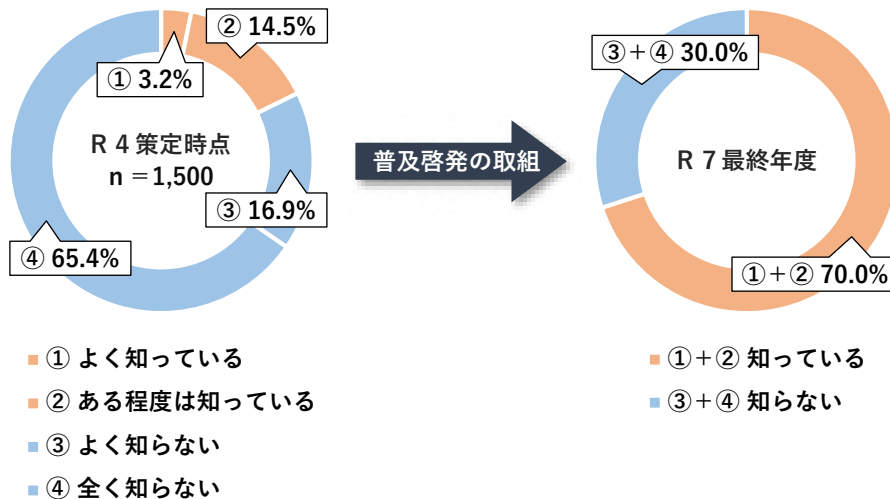 ② 14.5%
① 3.2%
R 4 策定時点
n ＝1,500
③ 16.9%
④ 65.4%
普及啓発の取組
③＋④ 30.0%
R 7 最終年度
①＋② 70.0%
① よく知っている
② ある程度は知っている
③ よく知らない
④ 全く知らない
①＋② 知っている
③＋④ 知らない